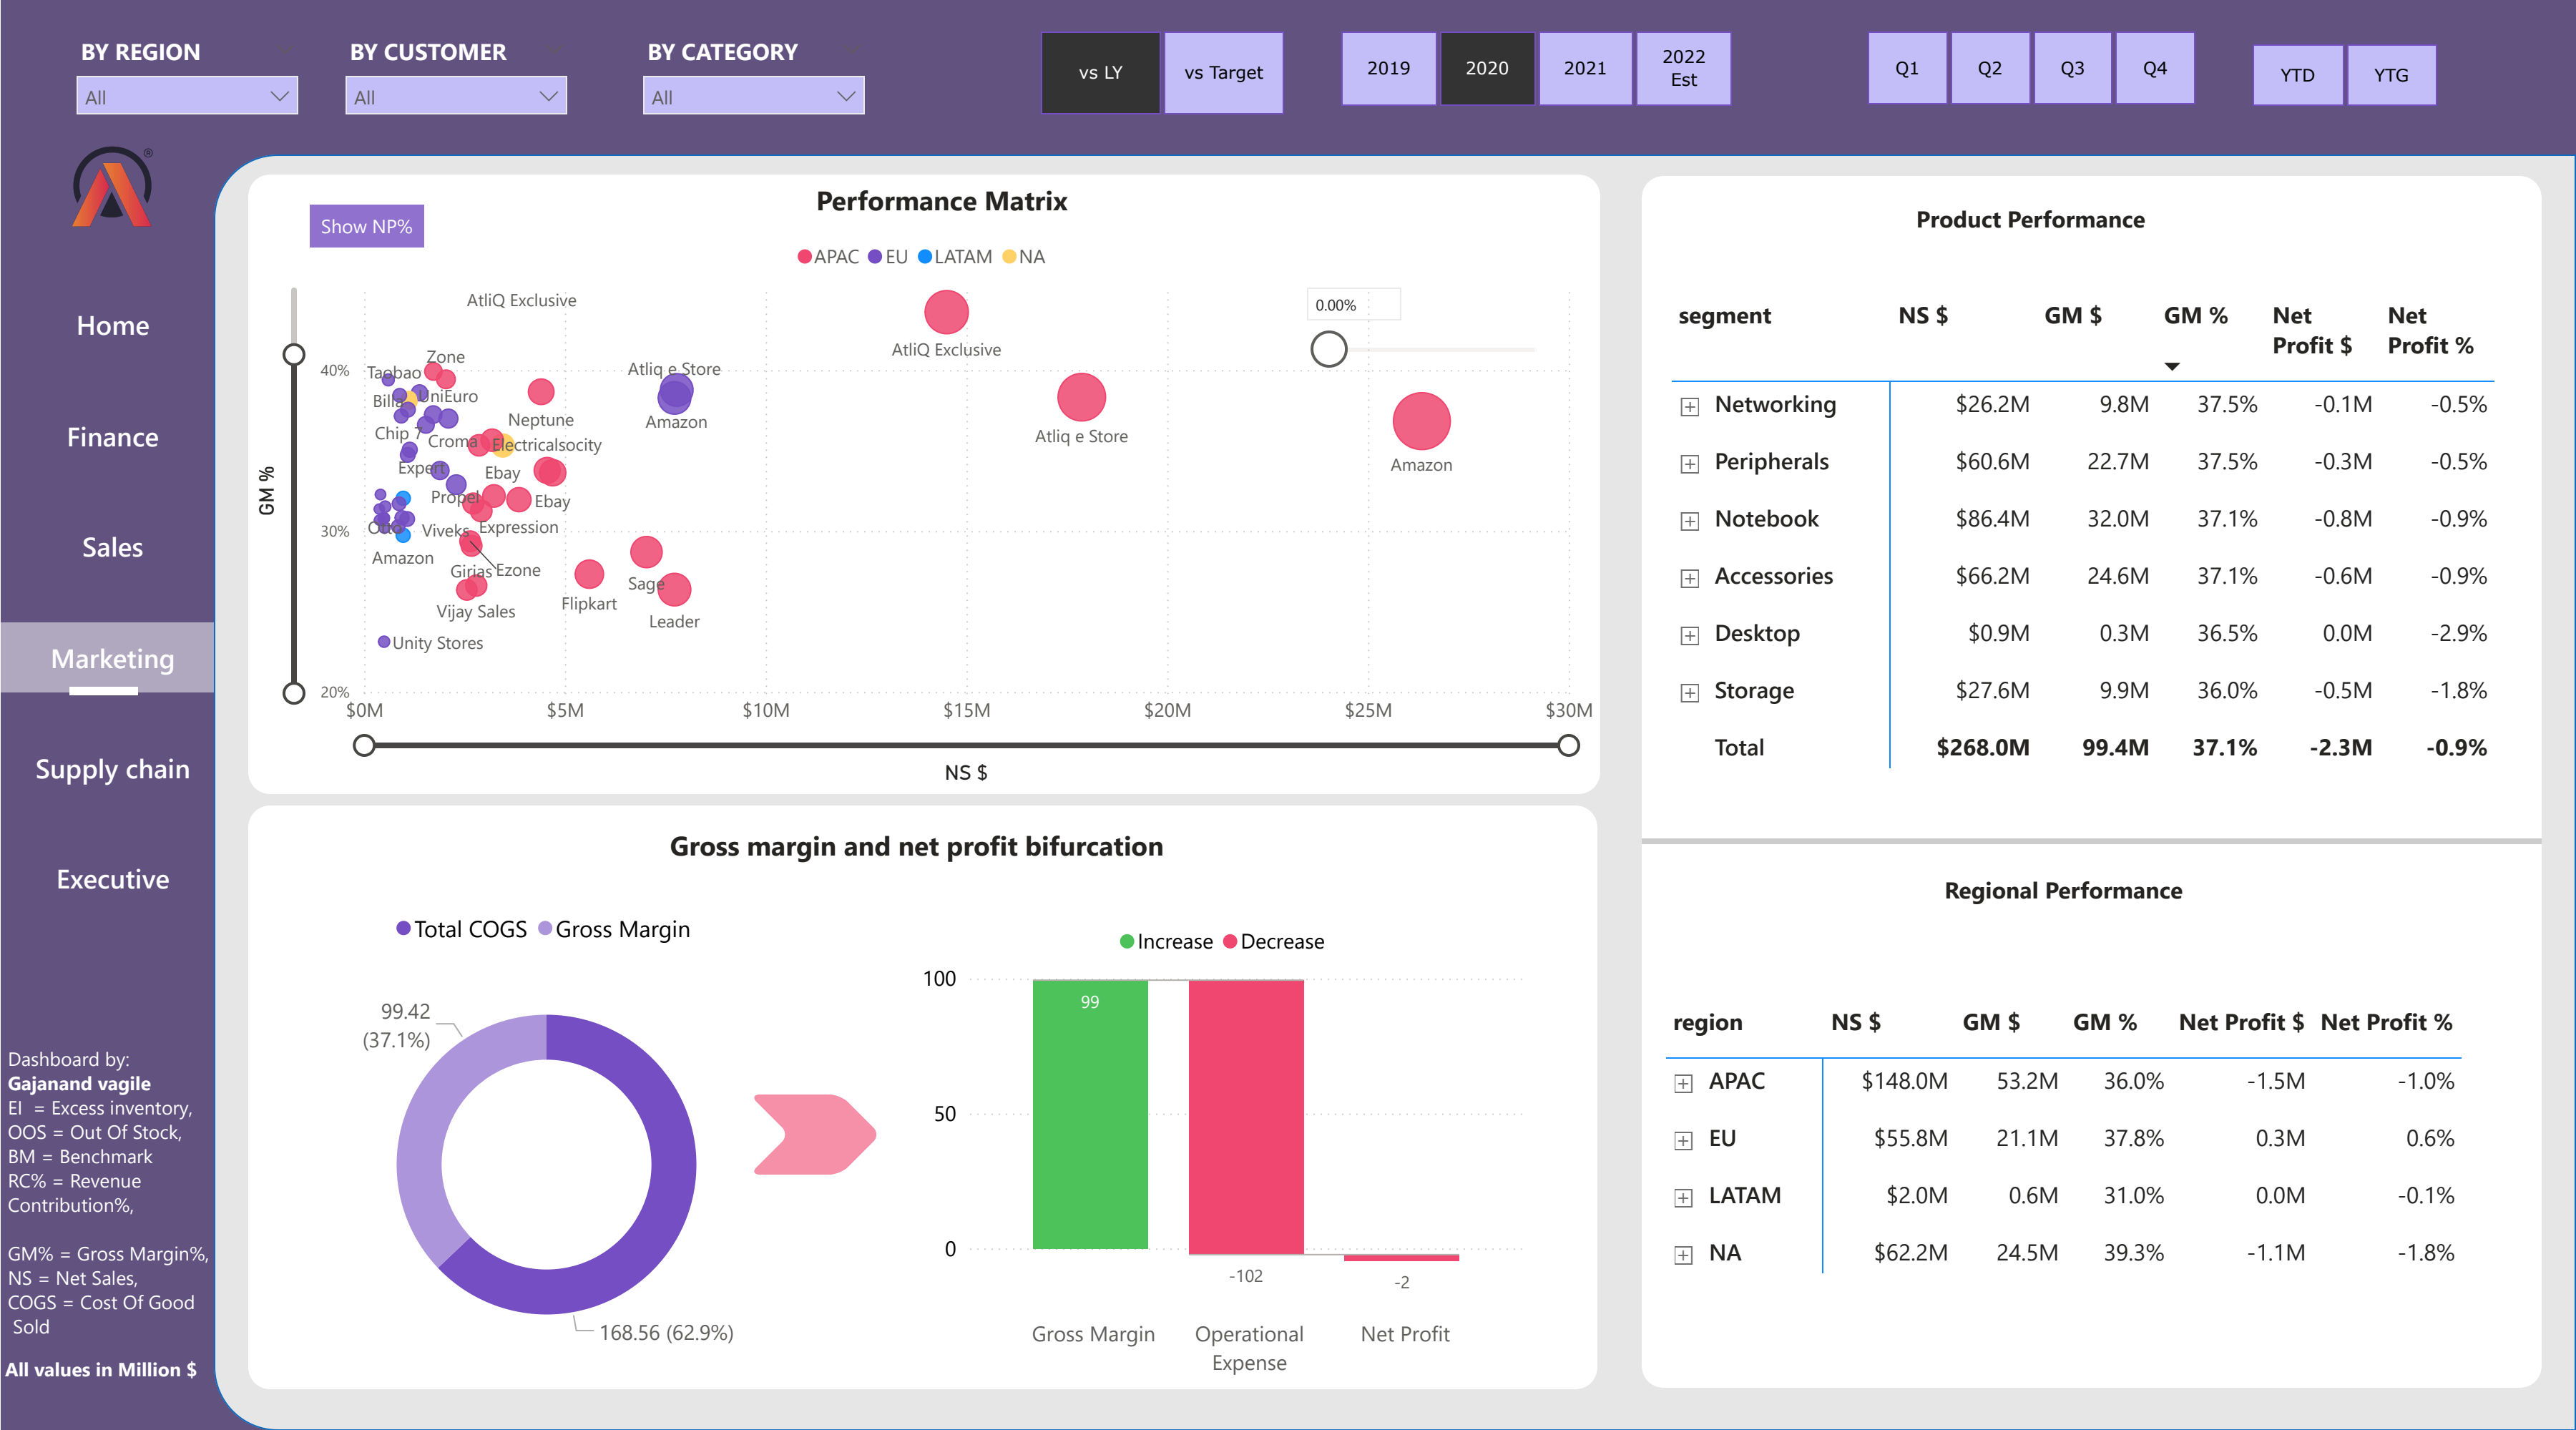 BY REGION
All
BY CUSTOMER
All
BY CATEGORY
All
vs LY
vs Target
2019
2020
2021
2022
Est
Q1
Q2
Q3
Q4
YTD
YTG
®
Home
Finance
Sales
Marketing
Supply chain
Executive
Dashboard by:
Gajanand vagile
EI = Excess inventory,
OOS = Out Of Stock,
BM = Benchmark
RC% = Revenue
Contribution%,
GM% = Gross Margin%,
NS = Net Sales,
COGS = Cost Of Good
Sold
All values in Million $
Performance Matrix
Show NP%
APAC EU LATAM NA
0.00%
GM %
40%
30%
20%
AtliQ Exclusive
AtliQ Exclusive
Zone
Taobao
Billa
UniEuro
Atliq e Store
Amazon
Neptune
Chip 7
Croma
Electricalsocity
Atliq e Store
Amazon
Expert
Ebay
Propel
Ebay
Otto
Viveks
Expression
Amazon
Girias
Ezone
Sage
Vijay Sales
Flipkart
Leader
Unity Stores
$0M $5M $10M $15M $20M $25M $30M
NS $
Gross margin and net profit bifurcation
Total COGS Gross Margin
99.42
(37.1%)
168.56 (62.9%)
Increase Decrease
100
50
0
99
-102
-2
Gross Margin
Operational
Expense
Net Profit
Product Performance
segment NS $ GM $ GM % Net Profit $ Net Profit %
Networking $26.2M 9.8M 37.5% -0.1M -0.5%
Peripherals $60.6M 22.7M 37.5% -0.3M -0.5%
Notebook $86.4M 32.0M 37.1% -0.8M -0.9%
Accessories $66.2M 24.6M 37.1% -0.6M -0.9%
Desktop $0.9M 0.3M 36.5% 0.0M -2.9%
Storage $27.6M 9.9M 36.0% -0.5M -1.8%
Total $268.0M 99.4M 37.1% -2.3M -0.9%
Regional Performance
region NS $ GM $ GM % Net Profit $ Net Profit %
APAC $148.0M 53.2M 36.0% -1.5M -1.0%
EU $55.8M 21.1M 37.8% 0.3M 0.6%
LATAM $2.0M 0.6M 31.0% 0.0M -0.1%
NA $62.2M 24.5M 39.3% -1.1M -1.8%